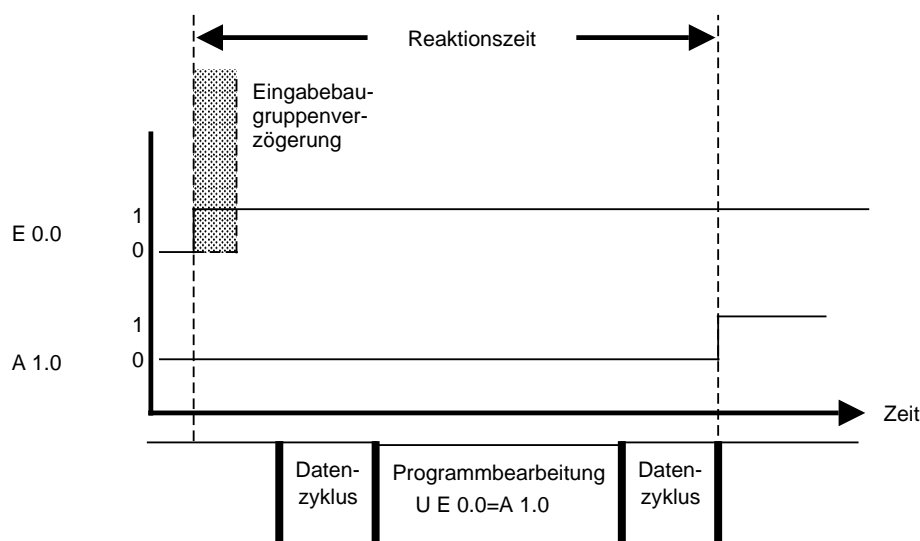 Reaktionszeit
Eingabebau-
gruppenver-
zögerung
1
E 0.0
0
1
0
A 1.0
Zeit
Daten-
zyklus
Programmbearbeitung
U E 0.0=A 1.0
Daten-
zyklus